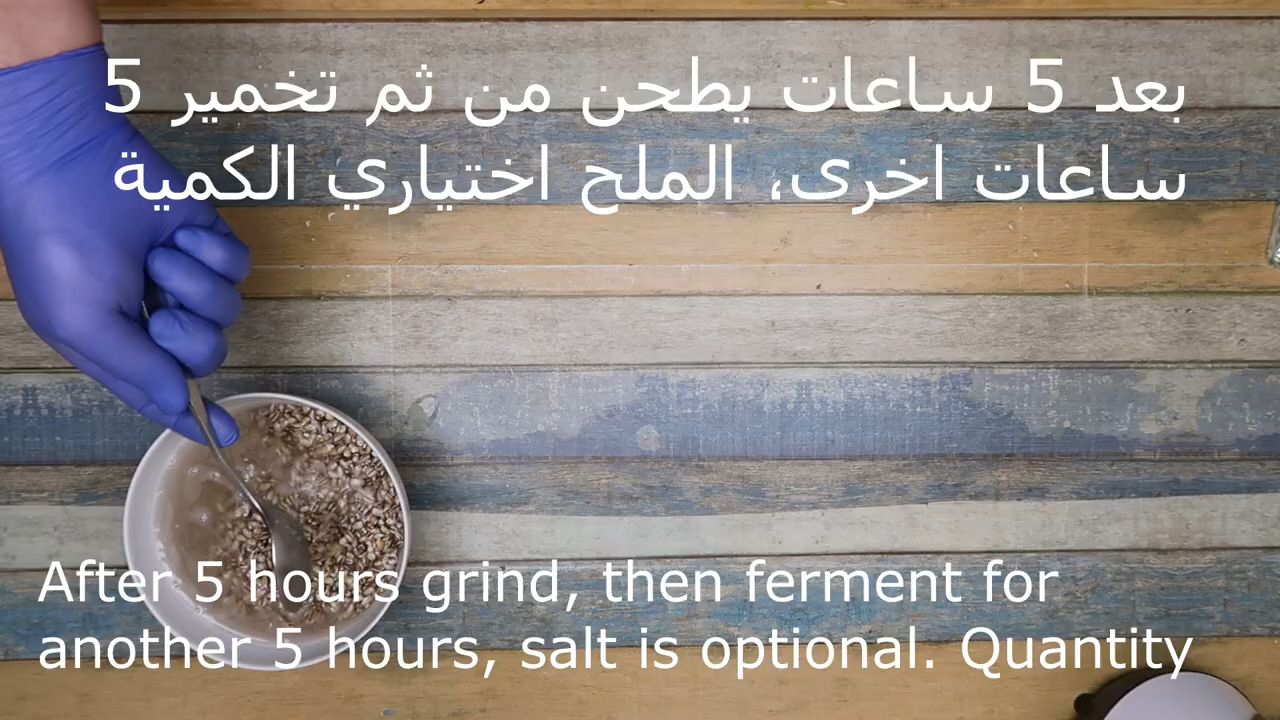 بعد 5 ساعات يطحن من ثم تخمير 5
ساعات اخرى، الملح اختياري الكمية
After 5 hours grind, then ferment for
another 5 hours, salt is optional. Quantity